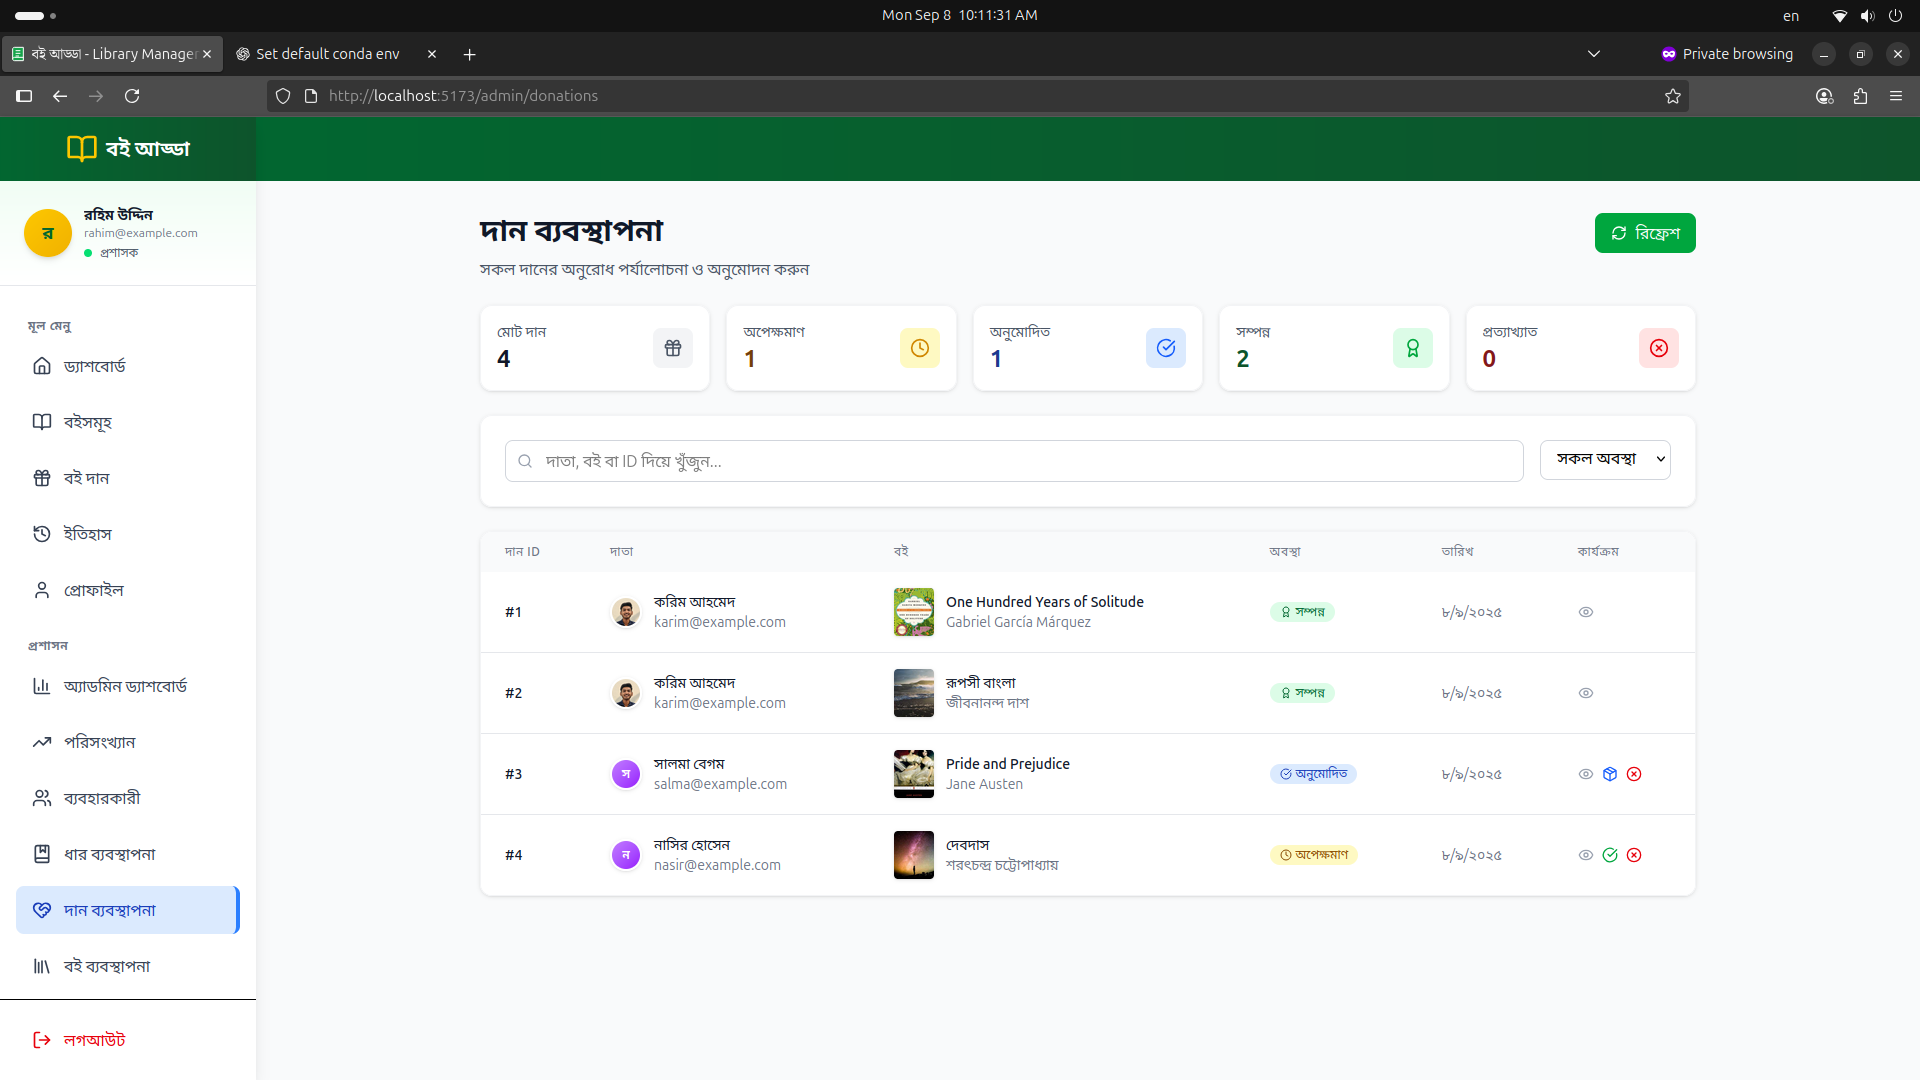 Mon Sep 8 10:11:31 AM
en
বই আড্ডা - Library Manager
Set default conda env
Private browsing
http://localhost:5173/admin/donations
বই আড্ডা
র
রহিম উদ্দিন
rahim@example.com
প্রশাসক
মূল মেনু
ড্যাশবোর্ড
বইসমূহ
বই দান
ইতিহাস
প্রোফাইল
প্রশাসন
অ্যাডমিন ড্যাশবোর্ড
পরিসংখ্যান
ব্যবহারকারী
ধার ব্যবস্থাপনা
দান ব্যবস্থাপনা
বই ব্যবস্থাপনা
লগআউট
দান ব্যবস্থাপনা
রিফ্রেশ
সকল দানের অনুরোধ পর্যালোচনা ও অনুমোদন করুন
মোট দান
4
অপেক্ষমাণ
1
অনুমোদিত
1
সম্পন্ন
2
প্রত্যাখ্যাত
0
দাতা, বই বা ID দিয়ে খুঁজুন...
সকল অবস্থা
দান ID দাতা বই অবস্থা তারিখ কার্যক্রম
#1 করিম আহমেদ One Hundred Years of Solitude সম্পন্ন ৮/৯/২০২৫
karim@example.com Gabriel García Márquez
#2 করিম আহমেদ রূপসী বাংলা সম্পন্ন ৮/৯/২০২৫
karim@example.com জীবনানন্দ দাশ
#3 স সালমা বেগম Pride and Prejudice অনুমোদিত ৮/৯/২০২৫
salma@example.com Jane Austen
#4 ন নাসির হোসেন দেবদাস অপেক্ষমাণ ৮/৯/২০২৫
nasir@example.com শরৎচন্দ্র চট্টোপাধ্যায়